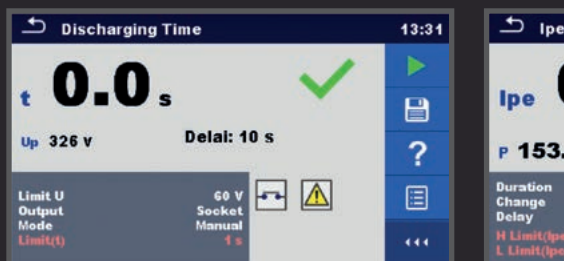 Discharging Time 13:31
t 0.0 s
Up 326 V Delai: 10 s
?
Limit U 60 V
Output Socket
Mode Manual
Limit(t) 1 s
Ipe
P 153.
Duration
Change
Delay
H Limit(Ipe
L Limit(Ipe